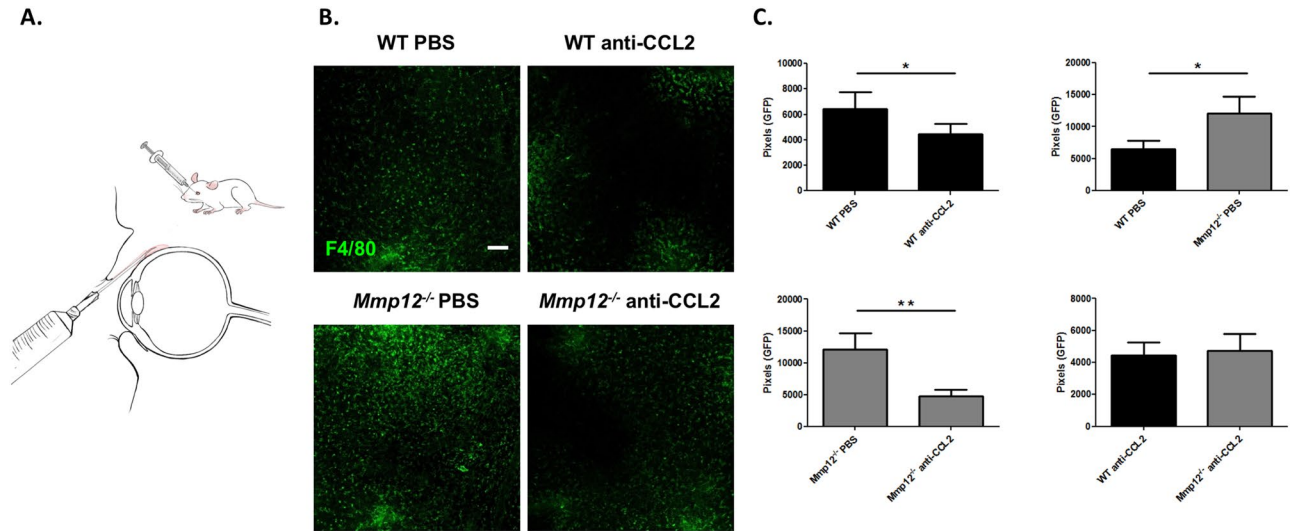 A.
B.
C.
WT PBS
WT anti-CCL2
F4/80
Mmp12-/- PBS
Mmp12-/- anti-CCL2
*
10000
8000
6000
4000
2000
0
Pixels (GFP)
WT PBS
WT anti-CCL2
*
20000
15000
10000
5000
0
Pixels (GFP)
WT PBS
Mmp12-/- PBS
**
20000
15000
10000
5000
0
Pixels (GFP)
Mmp12-/- PBS
Mmp12-/- anti-CCL2
8000
6000
4000
2000
0
Pixels (GFP)
WT anti-CCL2
Mmp12-/- anti-CCL2